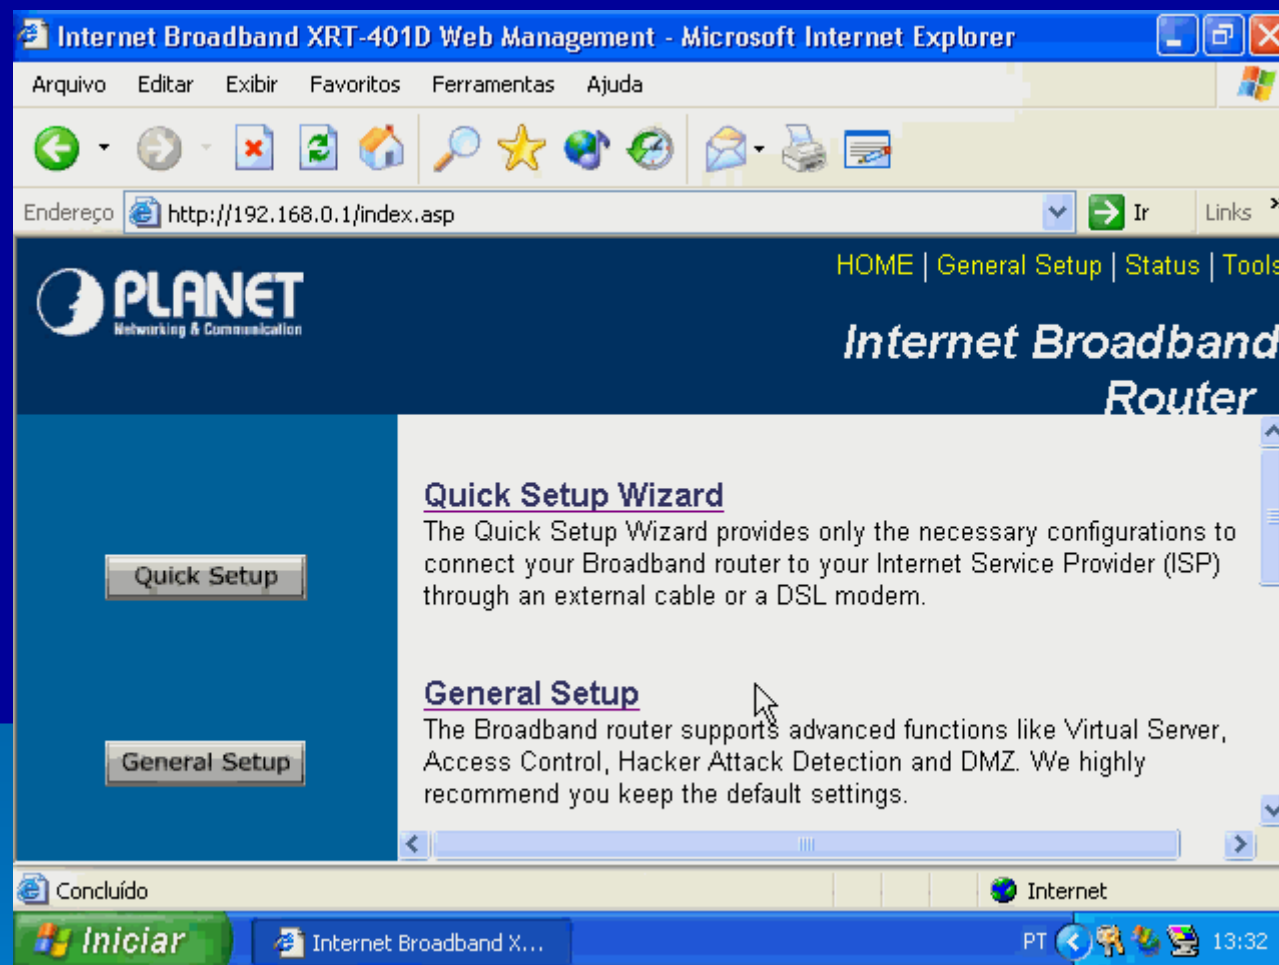 Internet Broadband XRT-401D Web Management - Microsoft Internet Explorer
Arquivo Editar Exibir Favoritos Ferramentas Ajuda
Endereço http://192.168.0.1/index.asp Ir Links
HOME | General Setup | Status | Tools
PLANET
Networking & Communication
Internet Broadband
Router
Quick Setup Wizard
The Quick Setup Wizard provides only the necessary configurations to
connect your Broadband router to your Internet Service Provider (ISP)
through an external cable or a DSL modem.
Quick Setup
General Setup
The Broadband router supports advanced functions like Virtual Server,
Access Control, Hacker Attack Detection and DMZ. We highly
recommend you keep the default settings.
General Setup
Concluído Internet
Iniciar Internet Broadband X... PT 13:32